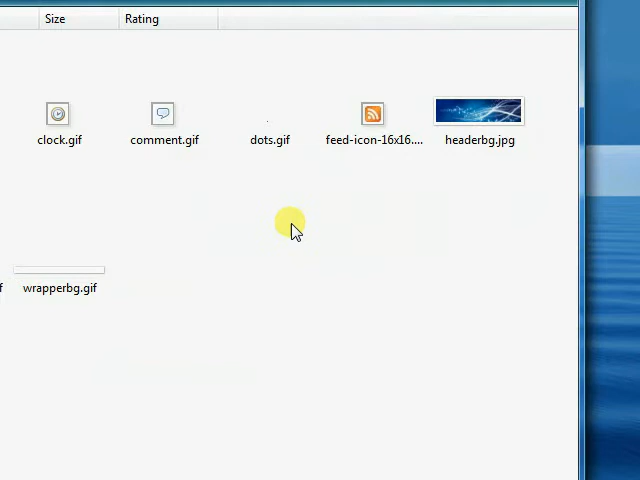 Size Rating
clock.gif comment.gif dots.gif feed-icon-16x16.... headerbg.jpg
f wrapperbg.gif